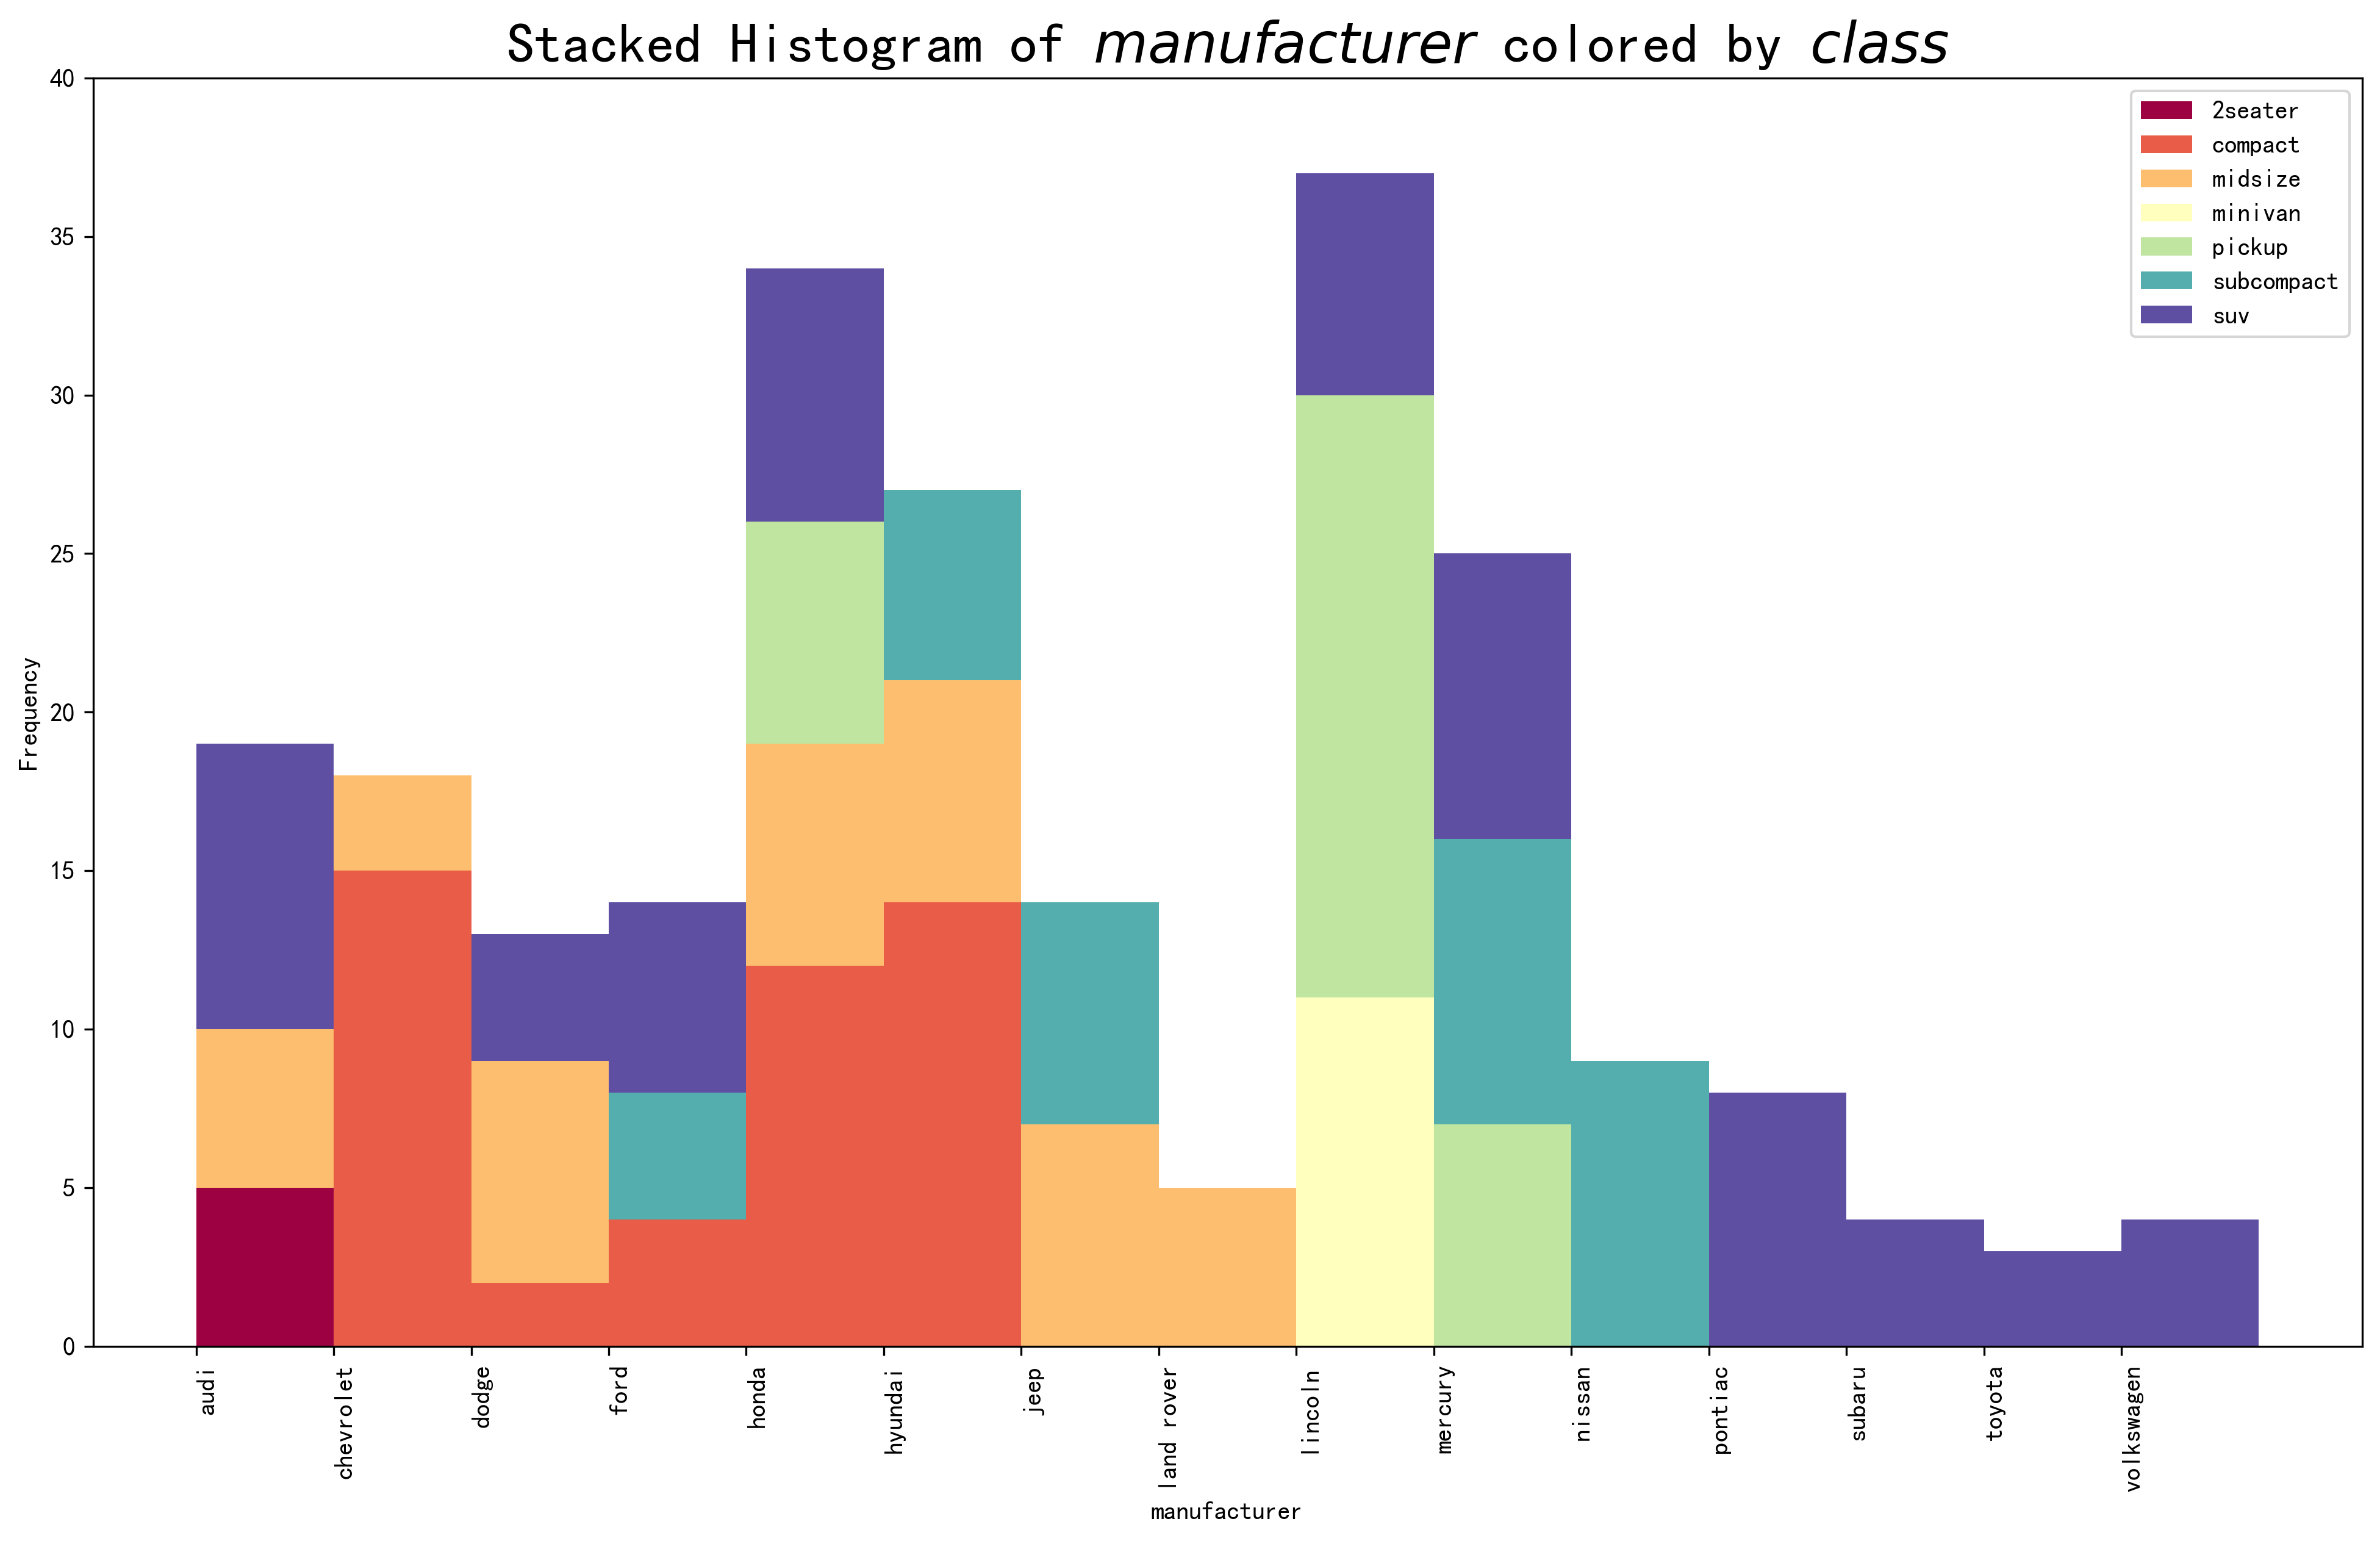 Stacked Histogram of manufacturer colored by class
40
35
30
25
20
15
10
5
0
Frequency
2seater
compact
midsize
minivan
pickup
subcompact
suv
audi
chevrolet
dodge
ford
honda
hyundai
jeep
land rover
lincoln
mercury
nissan
pontiac
subaru
toyota
volkswagen
manufacturer